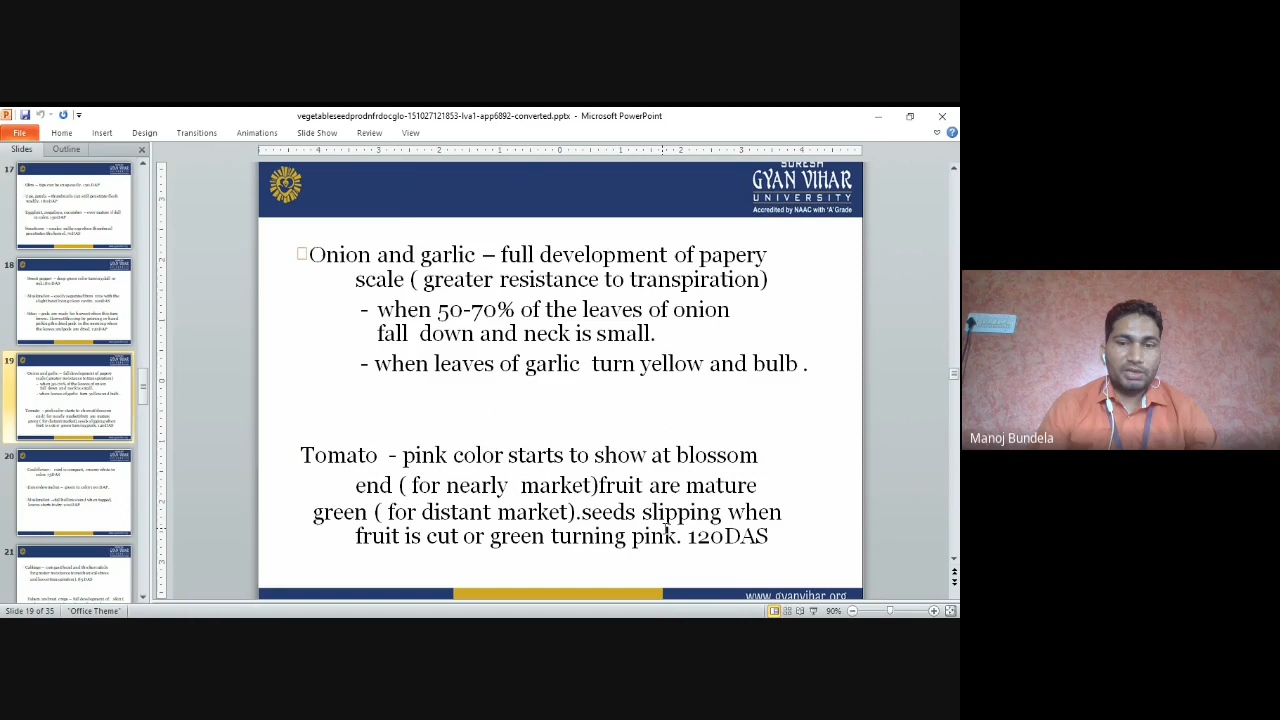 vegetableseedprodnfrdocglo-151027121853-lva1-app6892-converted.pptx - Microsoft PowerPoint
File Home Insert Design Transitions Animations Slide Show Review View
Slides Outline
17
18
19
20
21
SURESH
GYAN VIHAR
UNIVERSITY
Accredited by NAAC with 'A' Grade
Onion and garlic – full development of papery
scale ( greater resistance to transpiration)
- when 50-70% of the leaves of onion
fall down and neck is small.
- when leaves of garlic turn yellow and bulb .
Tomato - pink color starts to show at blossom
end ( for nearly market)fruit are mature
green ( for distant market).seeds slipping when
fruit is cut or green turning pink. 120DAS
www.gyanvihar.org
Slide 19 of 35 "Office Theme" 90%
Manoj Bundela